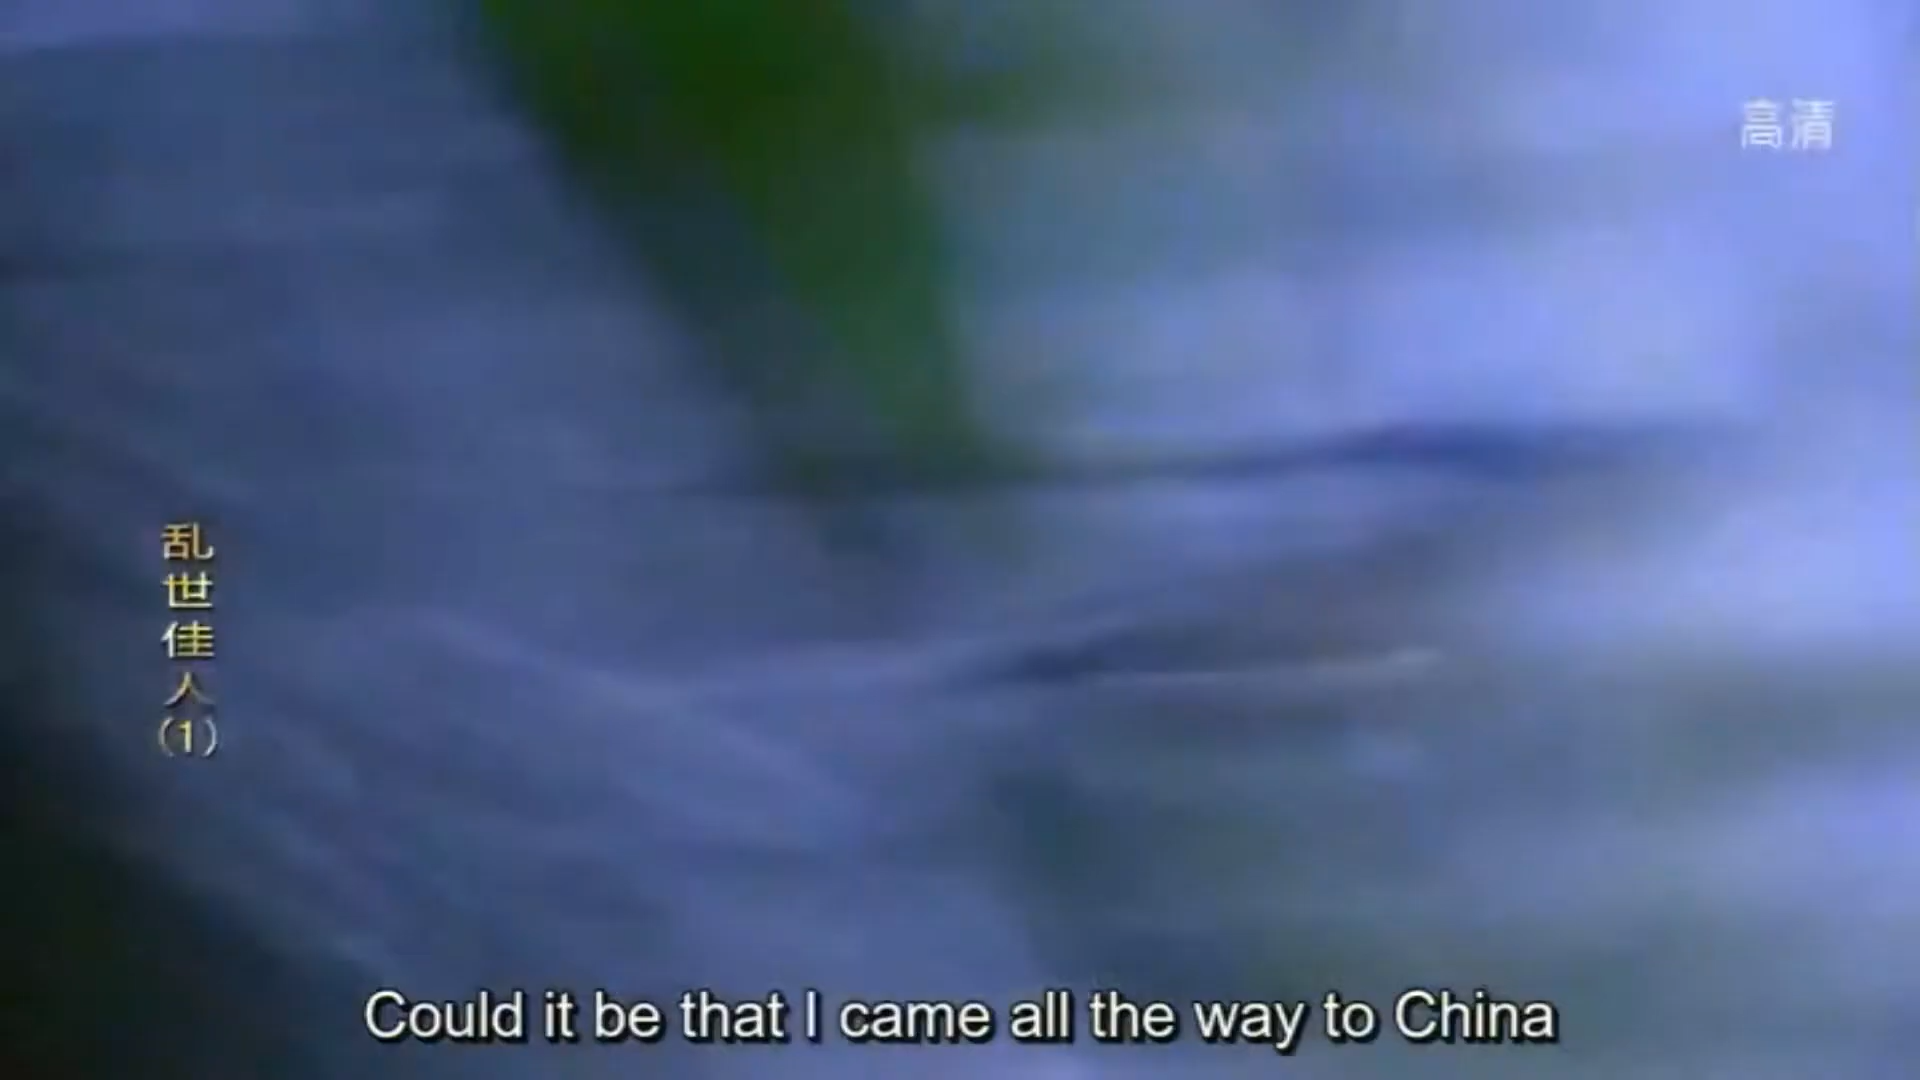 高清
乱世佳人(1)
Could it be that I came all the way to China